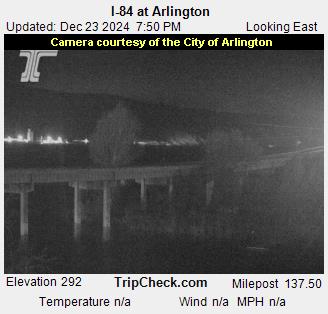 I-84 at Arlington
Updated: Dec 23 2024 7:50 PM Looking East
Camera courtesy of the City of Arlington
Elevation 292 TripCheck.com Milepost 137.50
Temperature n/a Wind n/a MPH n/a